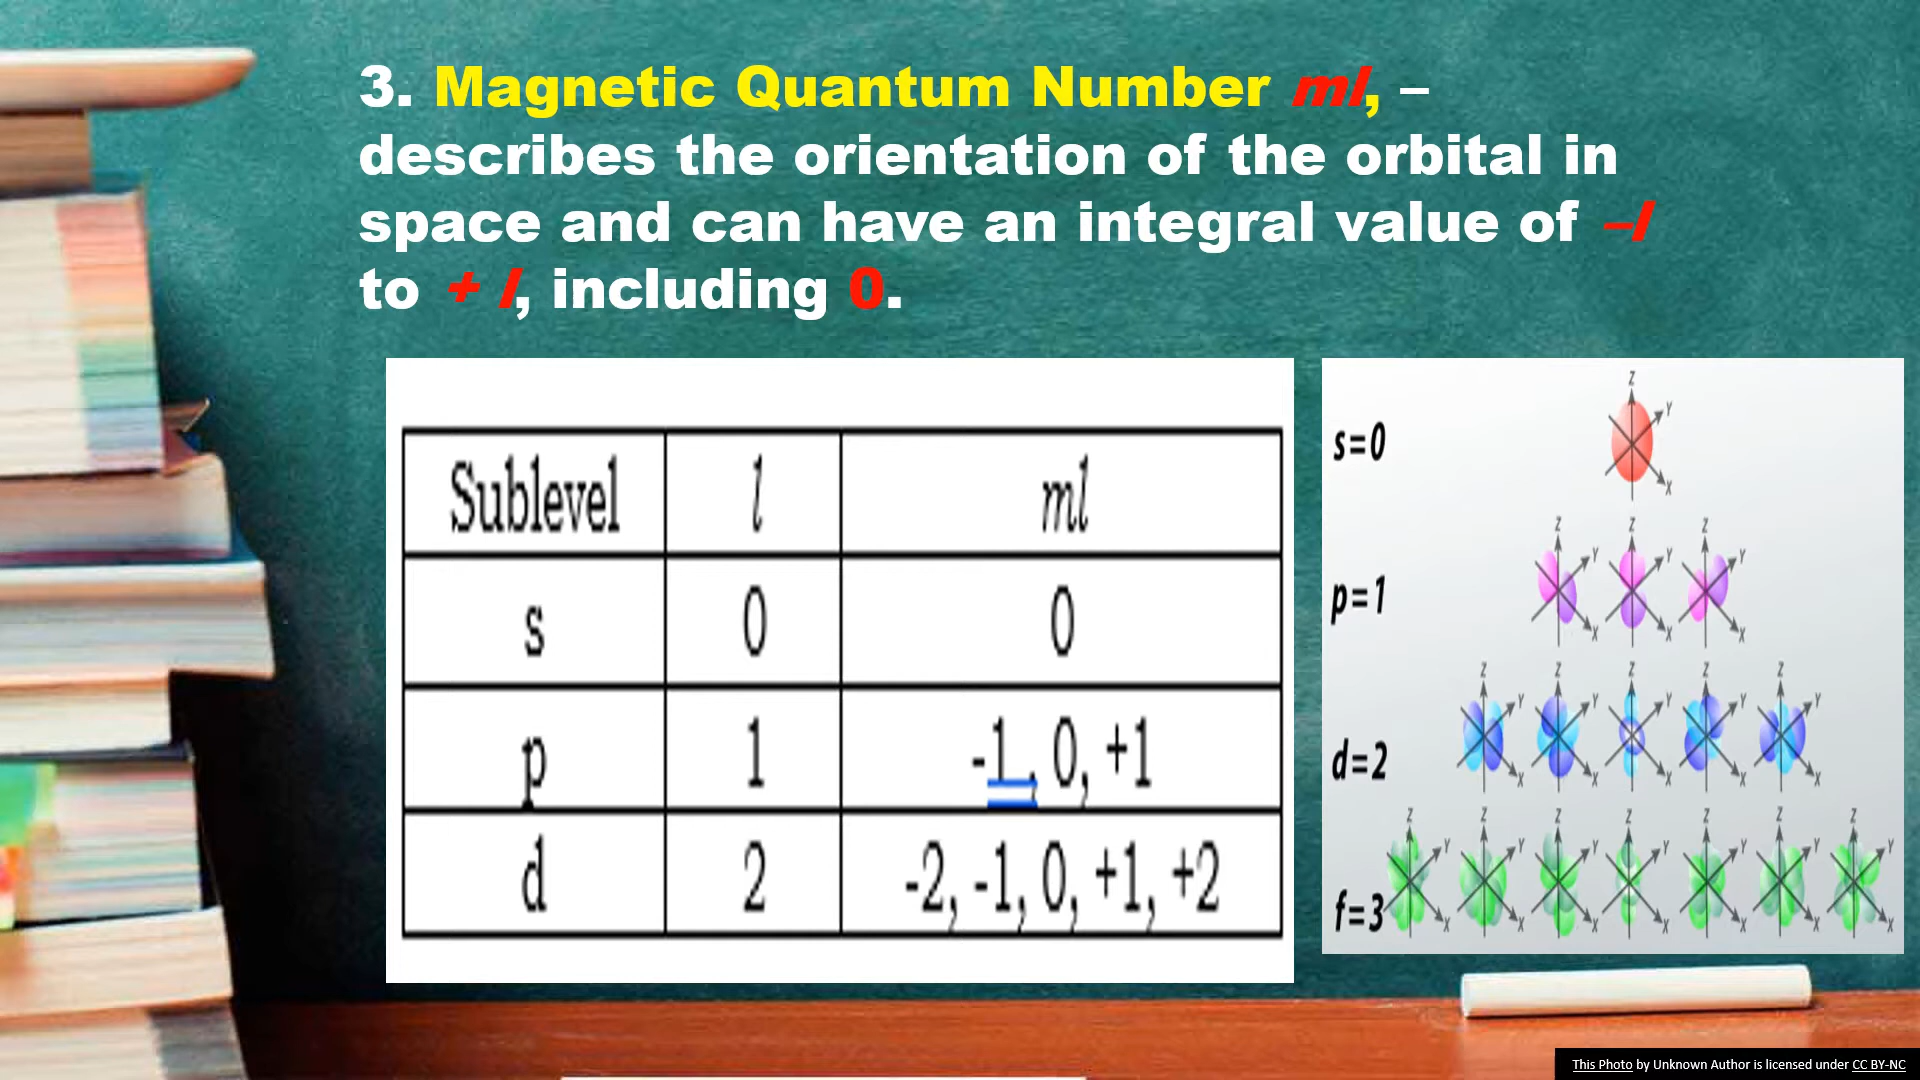 3. Magnetic Quantum Number ml, –
describes the orientation of the orbital in
space and can have an integral value of –l
to + l, including 0.
Sublevel l ml
s 0 0
p 1 -1 , 0, +1
d 2 -2, -1, 0, +1, +2
s=0
Z Y X
p=1
Z Y X Z Y X Z Y X
d=2
Z Y X Z Y X Z Y X Z Y X Z Y X
f=3
Z Y X Z Y X Z Y X Z Y X Z Y X Z Y X Z Y X
This Photo by Unknown Author is licensed under CC BY-NC